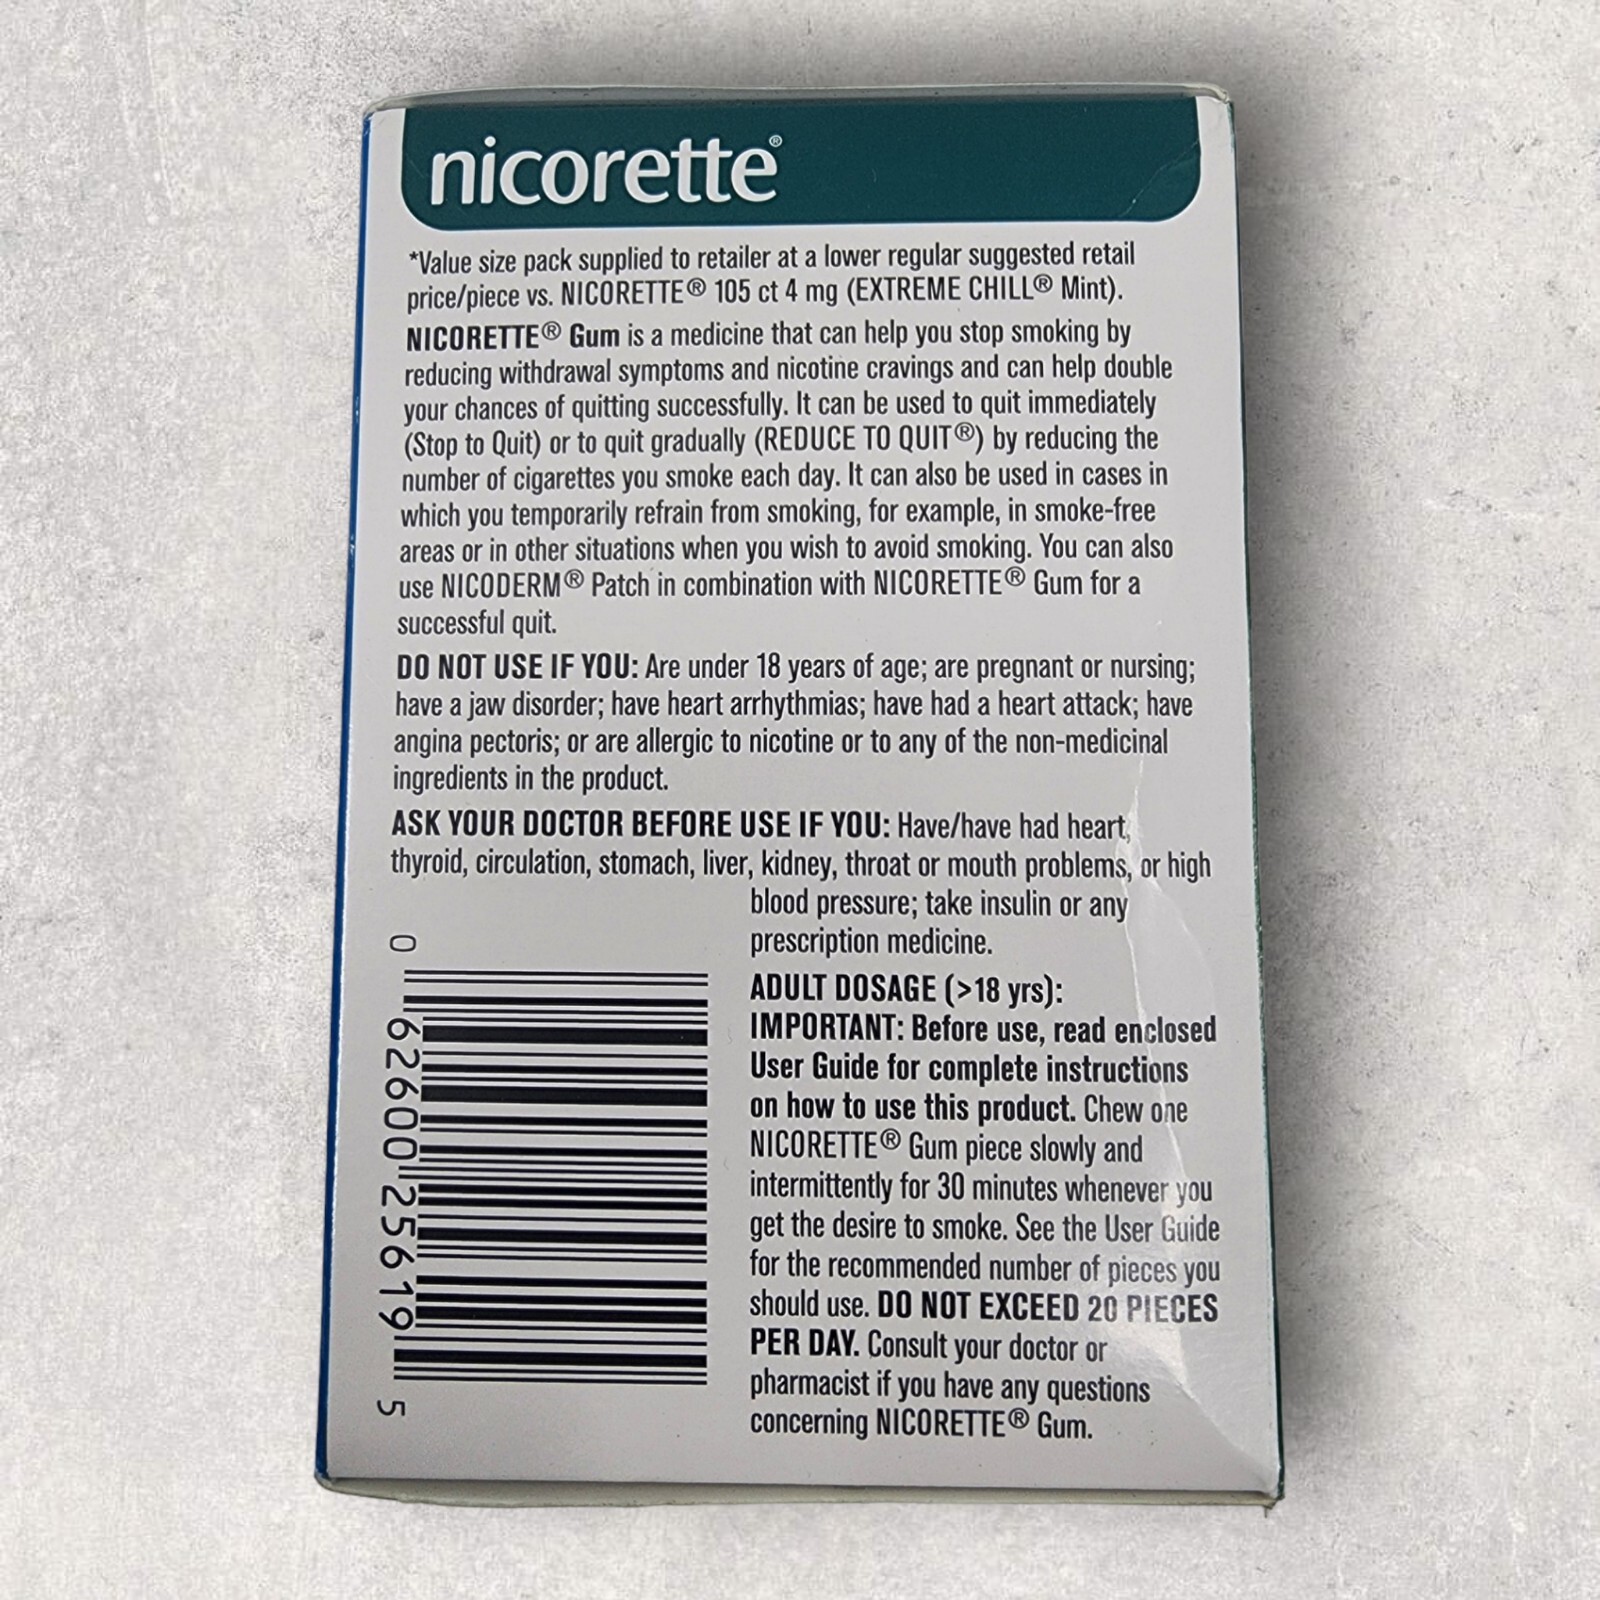 nicorette®
*Value size pack supplied to retailer at a lower regular suggested retail
price/piece vs. NICORETTE® 105 ct 4 mg (EXTREME CHILL® Mint).
NICORETTE® Gum is a medicine that can help you stop smoking by
reducing withdrawal symptoms and nicotine cravings and can help double
your chances of quitting successfully. It can be used to quit immediately
(Stop to Quit) or to quit gradually (REDUCE TO QUIT®) by reducing the
number of cigarettes you smoke each day. It can also be used in cases in
which you temporarily refrain from smoking, for example, in smoke-free
areas or in other situations when you wish to avoid smoking. You can also
use NICODERM® Patch in combination with NICORETTE® Gum for a
successful quit.
DO NOT USE IF YOU: Are under 18 years of age; are pregnant or nursing;
have a jaw disorder; have heart arrhythmias; have had a heart attack; have
angina pectoris; or are allergic to nicotine or to any of the non-medicinal
ingredients in the product.
ASK YOUR DOCTOR BEFORE USE IF YOU: Have/have had heart,
thyroid, circulation, stomach, liver, kidney, throat or mouth problems, or high
blood pressure; take insulin or any
prescription medicine.
ADULT DOSAGE (>18 yrs):
IMPORTANT: Before use, read enclosed
User Guide for complete instructions
on how to use this product. Chew one
NICORETTE® Gum piece slowly and
intermittently for 30 minutes whenever you
get the desire to smoke. See the User Guide
for the recommended number of pieces you
should use. DO NOT EXCEED 20 PIECES
PER DAY. Consult your doctor or
pharmacist if you have any questions
concerning NICORETTE® Gum.
0 62600 25619 5